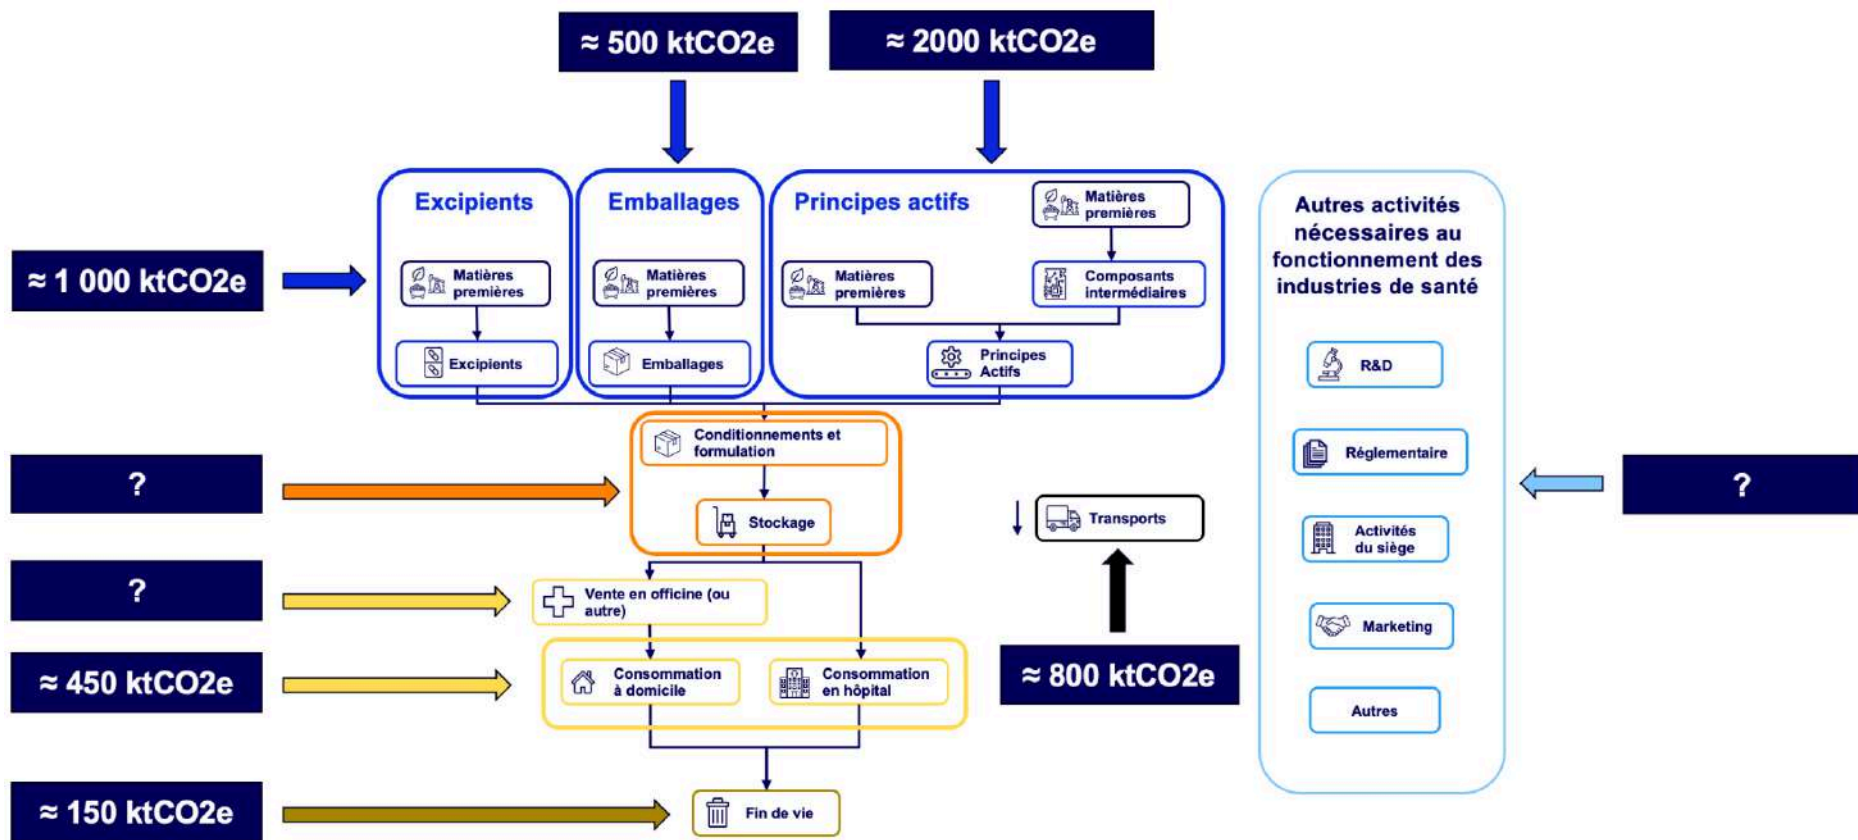 ≈ 500 ktCO2e
≈ 2000 ktCO2e
≈ 1 000 ktCO2e
Excipients
Matières
premières
Excipients
Emballages
Matières
premières
Emballages
Principes actifs
Matières
premières
Matières
premières
Composants
intermédiaires
Principes
Actifs
Autres activités
nécessaires au
fonctionnement des
industries de santé
R&D
Réglementaire
Activités
du siège
Marketing
Autres
?
?
Conditionnements et
formulation
Stockage
Transports
≈ 800 ktCO2e
?
Vente en officine (ou
autre)
≈ 450 ktCO2e
Consommation
à domicile
Consommation
en hôpital
≈ 150 ktCO2e
Fin de vie